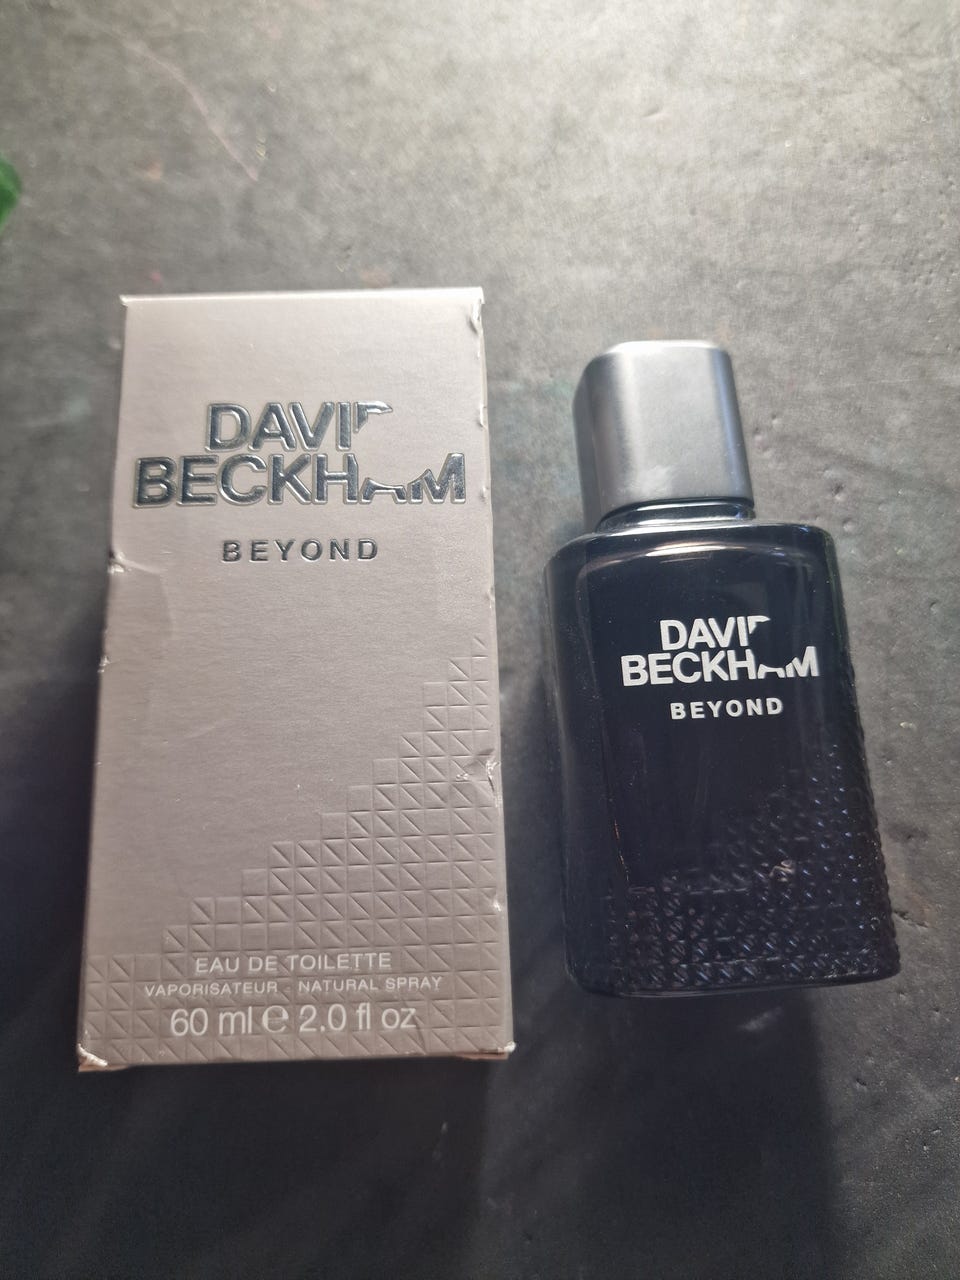 DAVID
BECKHAM
BEYOND
EAU DE TOILETTE
VAPORISATEUR . NATURAL SPRAY
60 ml ℮ 2.0 fl oz
DAVID
BECKHAM
BEYOND